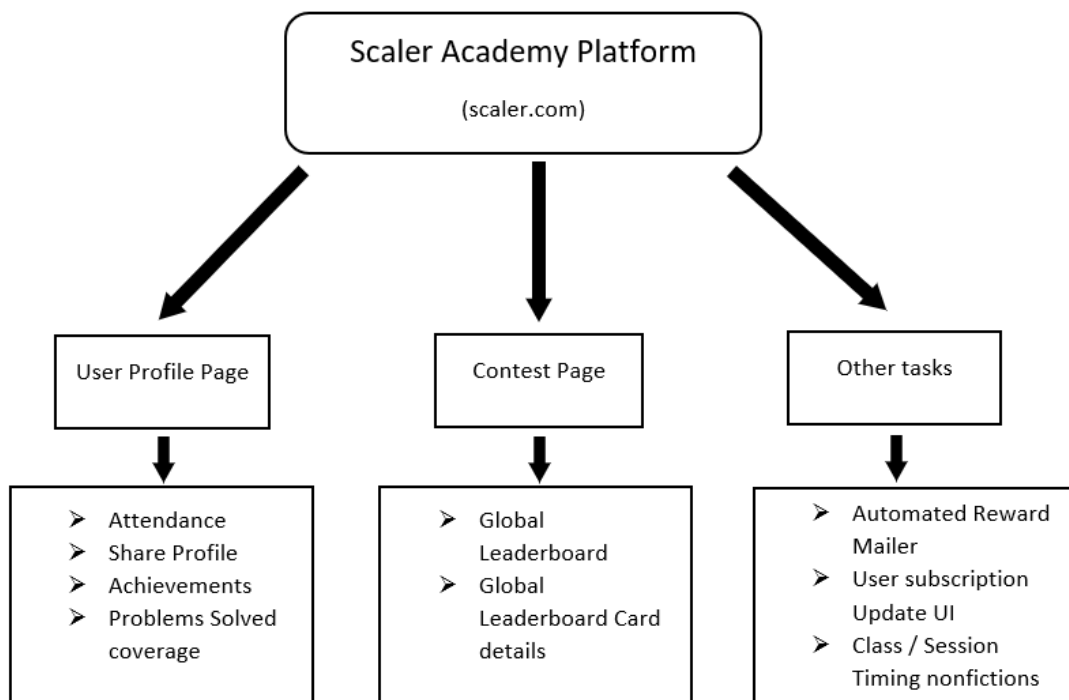 Scaler Academy Platform
(scaler.com)
User Profile Page
Contest Page
Other tasks
Attendance
Share Profile
Achievements
Problems Solved
coverage
Global
Leaderboard
Global
Leaderboard Card
details
Automated Reward
Mailer
User subscription
Update UI
Class / Session
Timing nonfictions